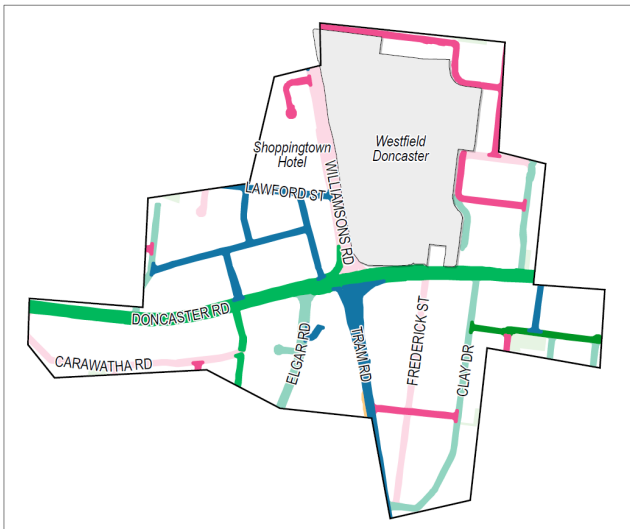 Westfield
Doncaster
Shoppingtown
Hotel
WILLIAMSONS RD
LAWFORD ST
DONCASTER RD
CARAWATHA RD
ELGAR RD
TRAM RD
FREDERICK ST
CLAY DR